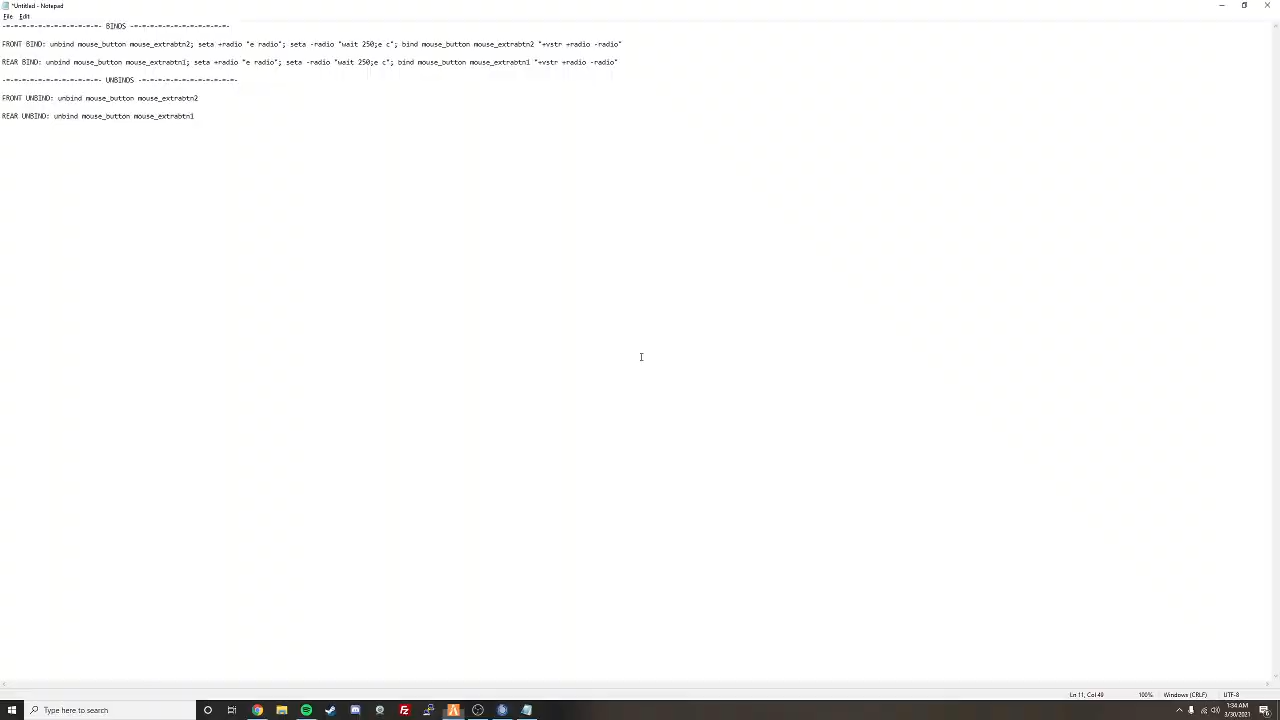 *Untitled - Notepad
File Edit
-=-=-=-=-=-=-=-=-=-=-=-=- BINDS -=-=-=-=-=-=-=-=-=-=-=-=-
FRONT BIND: unbind mouse_button mouse_extrabtn2; seta +radio "e radio"; seta -radio "wait 250;e c"; bind mouse_button mouse_extrabtn2 "+vstr +radio -radio"
REAR BIND: unbind mouse_button mouse_extrabtn1; seta +radio "e radio"; seta -radio "wait 250;e c"; bind mouse_button mouse_extrabtn1 "+vstr +radio -radio"
-=-=-=-=-=-=-=-=-=-=-=-=- UNBINDS -=-=-=-=-=-=-=-=-=-=-=-=-
FRONT UNBIND: unbind mouse_button mouse_extrabtn2
REAR UNBIND: unbind mouse_button mouse_extrabtn1
Ln 11, Col 49 100% Windows (CRLF) UTF-8
Type here to search
1:34 AM
3/30/2021